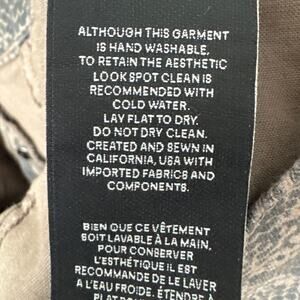 ALTHOUGH THIS GARMENT
IS HAND WASHABLE,
TO RETAIN THE AESTHETIC
LOOK SPOT CLEAN IS
RECOMMENDED WITH
COLD WATER.
LAY FLAT TO DRY.
DO NOT DRY CLEAN.
CREATED AND SEWN IN
CALIFORNIA, USA WITH
IMPORTED FABRICS AND
COMPONENTS.
BIEN QUE CE VÊTEMENT
SOIT LAVABLE À LA MAIN,
POUR CONSERVER
L'ESTHÉTIQUE IL EST
RECOMMANDE DE LE LAVER
A L'EAU FROIDE. ÉTENDRE À
PLAT